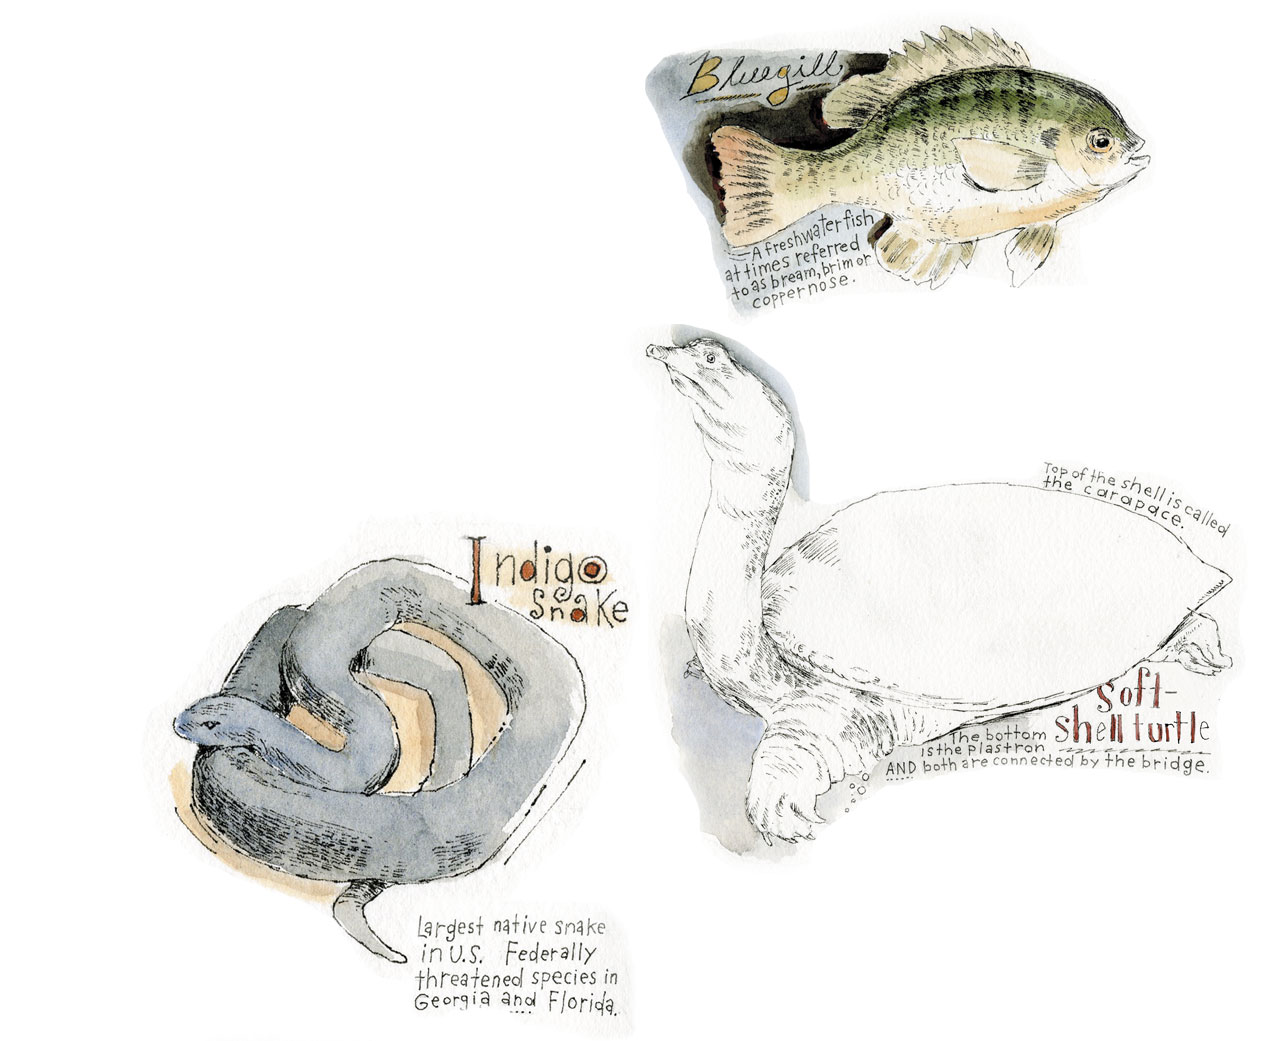 Bluegill
A freshwater fish
at times referred
to as bream, brim or
coppernose.
Top of the shell is called
the carapace.
Soft-
shell turtle
The bottom
is the plastron
AND both are connected by the bridge.
Indigo
snake
Largest native snake
in U.S. Federally
threatened species in
Georgia and Florida.